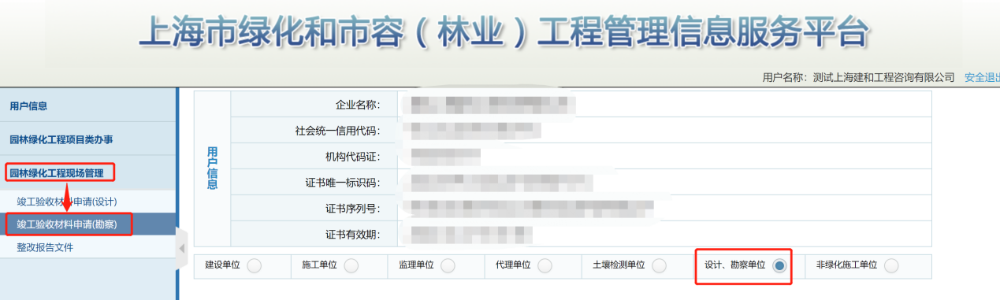 上海市绿化和市容（林业）工程管理信息服务平台
用户名称：测试上海建和工程咨询有限公司 安全退出
用户信息
园林绿化工程项目类办事
园林绿化工程现场管理
竣工验收材料申请(设计)
竣工验收材料申请(勘察)
整改报告文件
用户信息
企业名称：
社会统一信用代码：
机构代码证：
证书唯一标识码：
证书序列号：
证书有效期：
建设单位 施工单位 监理单位 代理单位 土壤检测单位 设计、勘察单位 非绿化施工单位